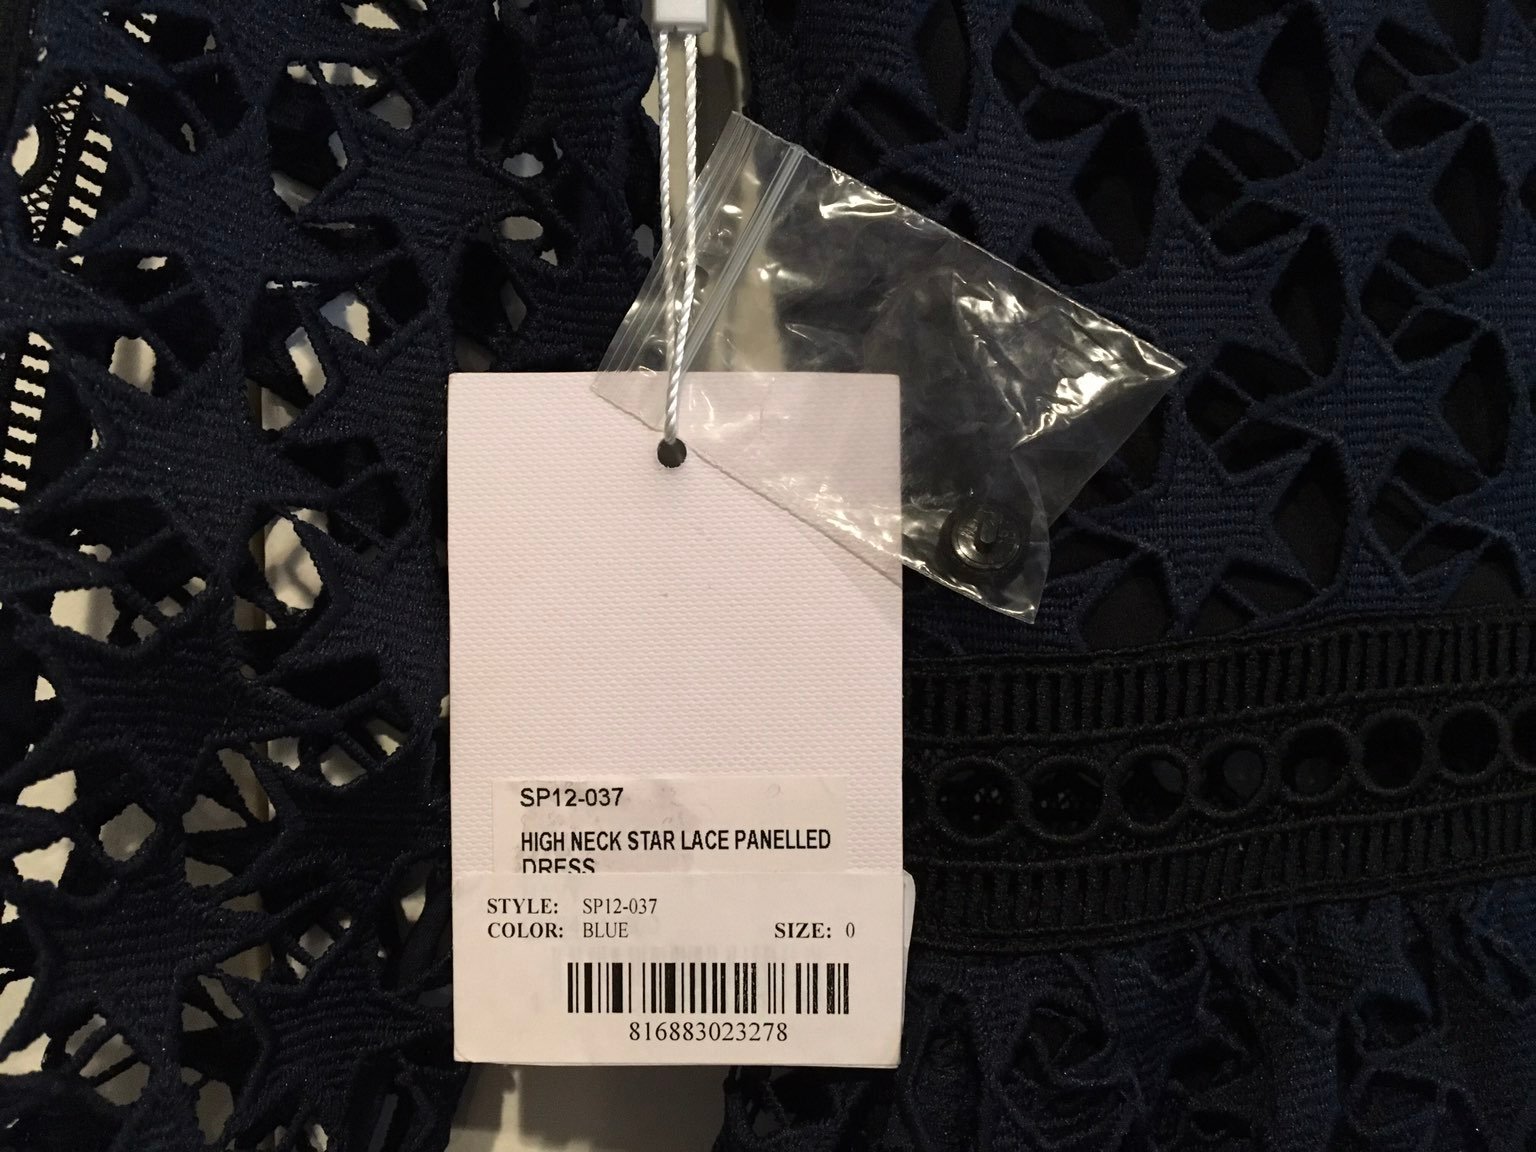 SP12-037
HIGH NECK STAR LACE PANELLED
DRESS
STYLE: SP12-037
COLOR: BLUE SIZE: 0
816883023278